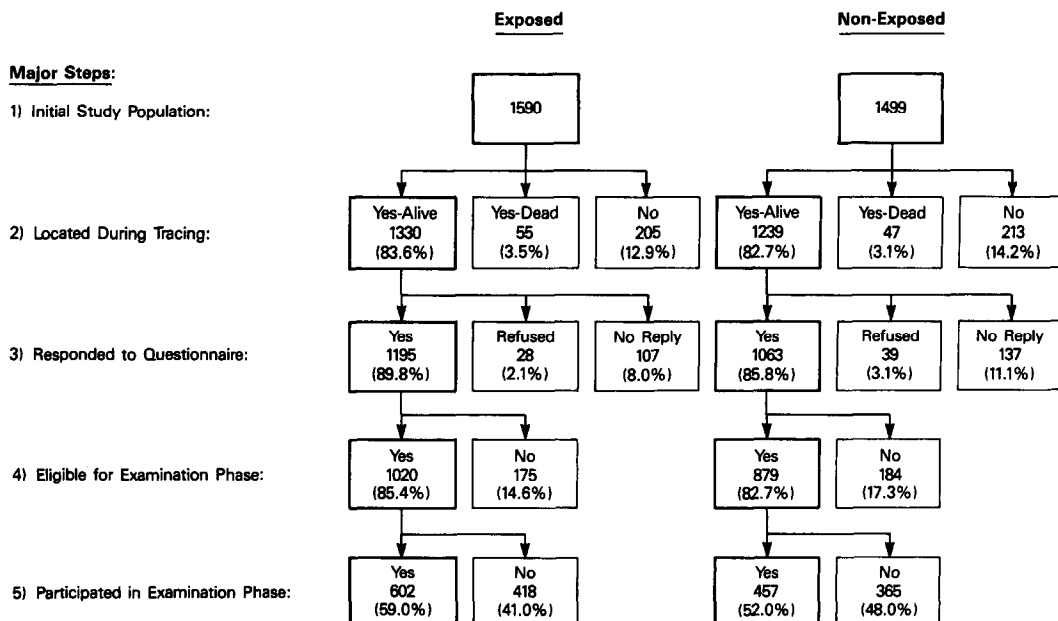 Exposed Non-Exposed
Major Steps:
1) Initial Study Population: 1590 1499
Yes-Alive Yes-Dead No Yes-Alive Yes-Dead No
2) Located During Tracing: 1330 55 205 1239 47 213
(83.6%) (3.5%) (12.9%) (82.7%) (3.1%) (14.2%)
Yes Refused No Reply Yes Refused No Reply
3) Responded to Questionnaire: 1195 28 107 1063 39 137
(89.8%) (2.1%) (8.0%) (85.8%) (3.1%) (11.1%)
Yes No Yes No
4) Eligible for Examination Phase: 1020 175 879 184
(85.4%) (14.6%) (82.7%) (17.3%)
Yes No Yes No
5) Participated in Examination Phase: 602 418 457 365
(59.0%) (41.0%) (52.0%) (48.0%)